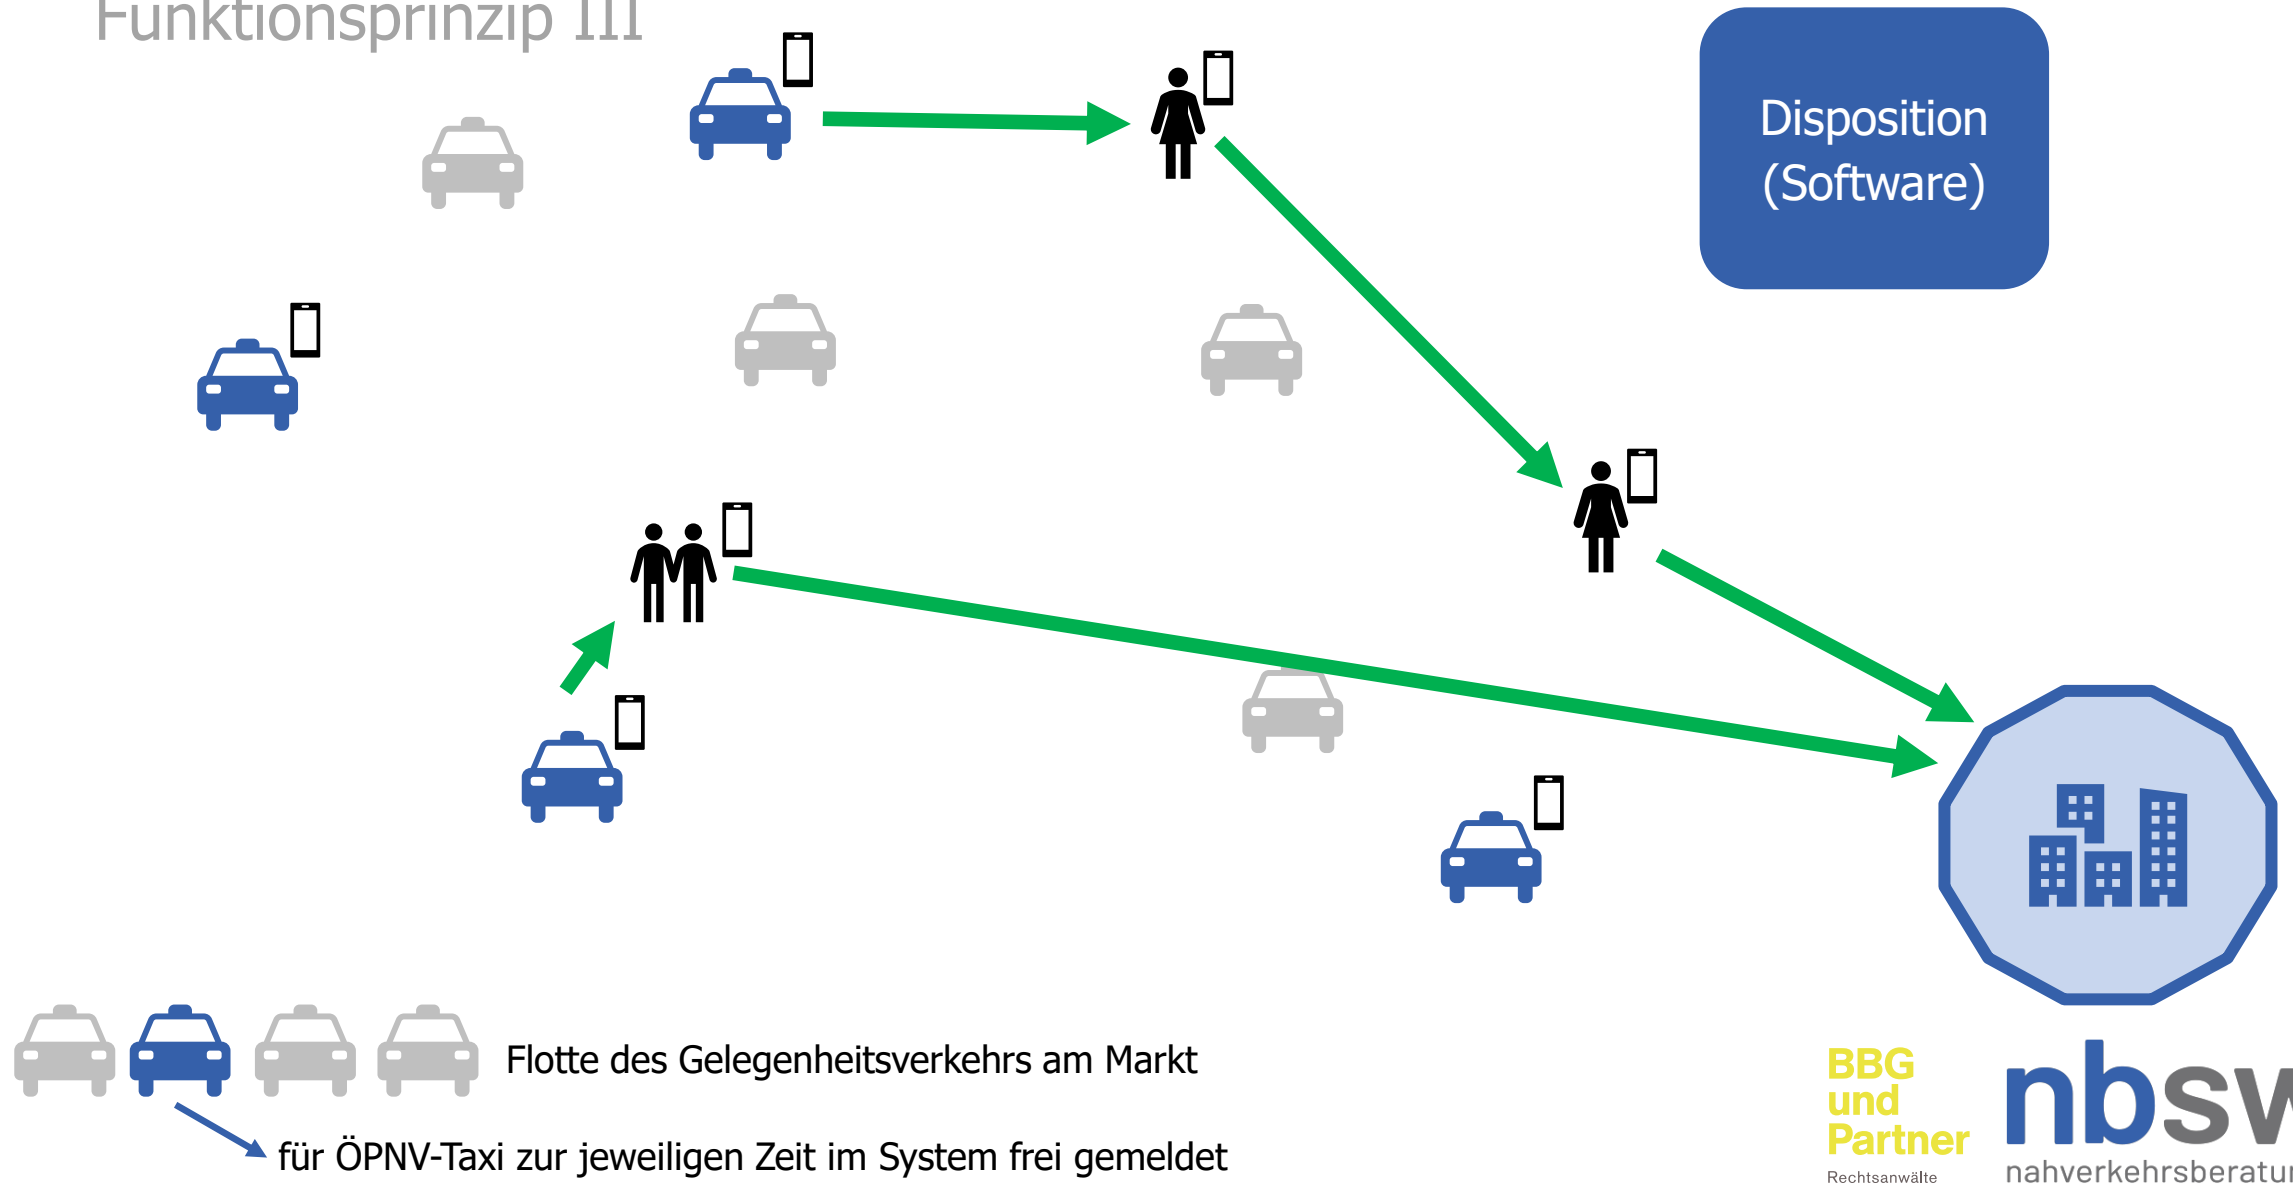 Funktionsprinzip III
Disposition
(Software)
Flotte des Gelegenheitsverkehrs am Markt
für ÖPNV-Taxi zur jeweiligen Zeit im System frei gemeldet
BBG
und
Partner
Rechtsanwälte
nbsw
nahverkehrsberatun